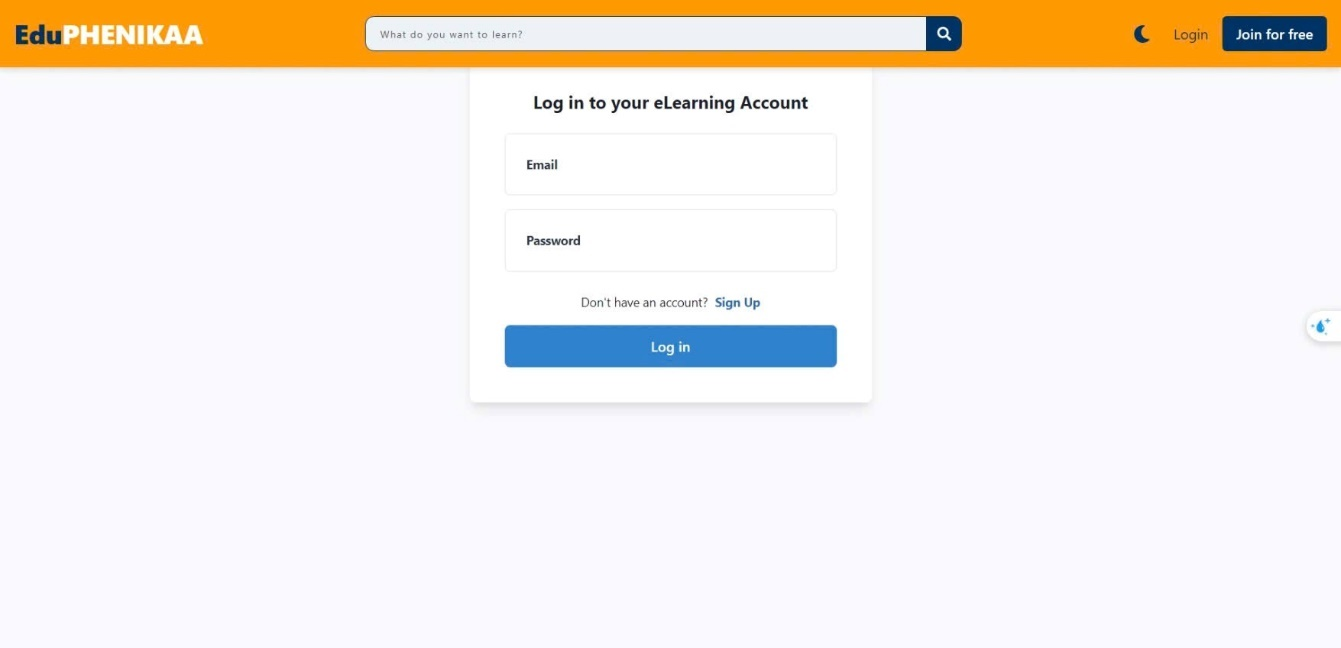 EduPHENIKAA
What do you want to learn?
Login
Join for free
Log in to your eLearning Account
Email
Password
Don't have an account? Sign Up
Log in